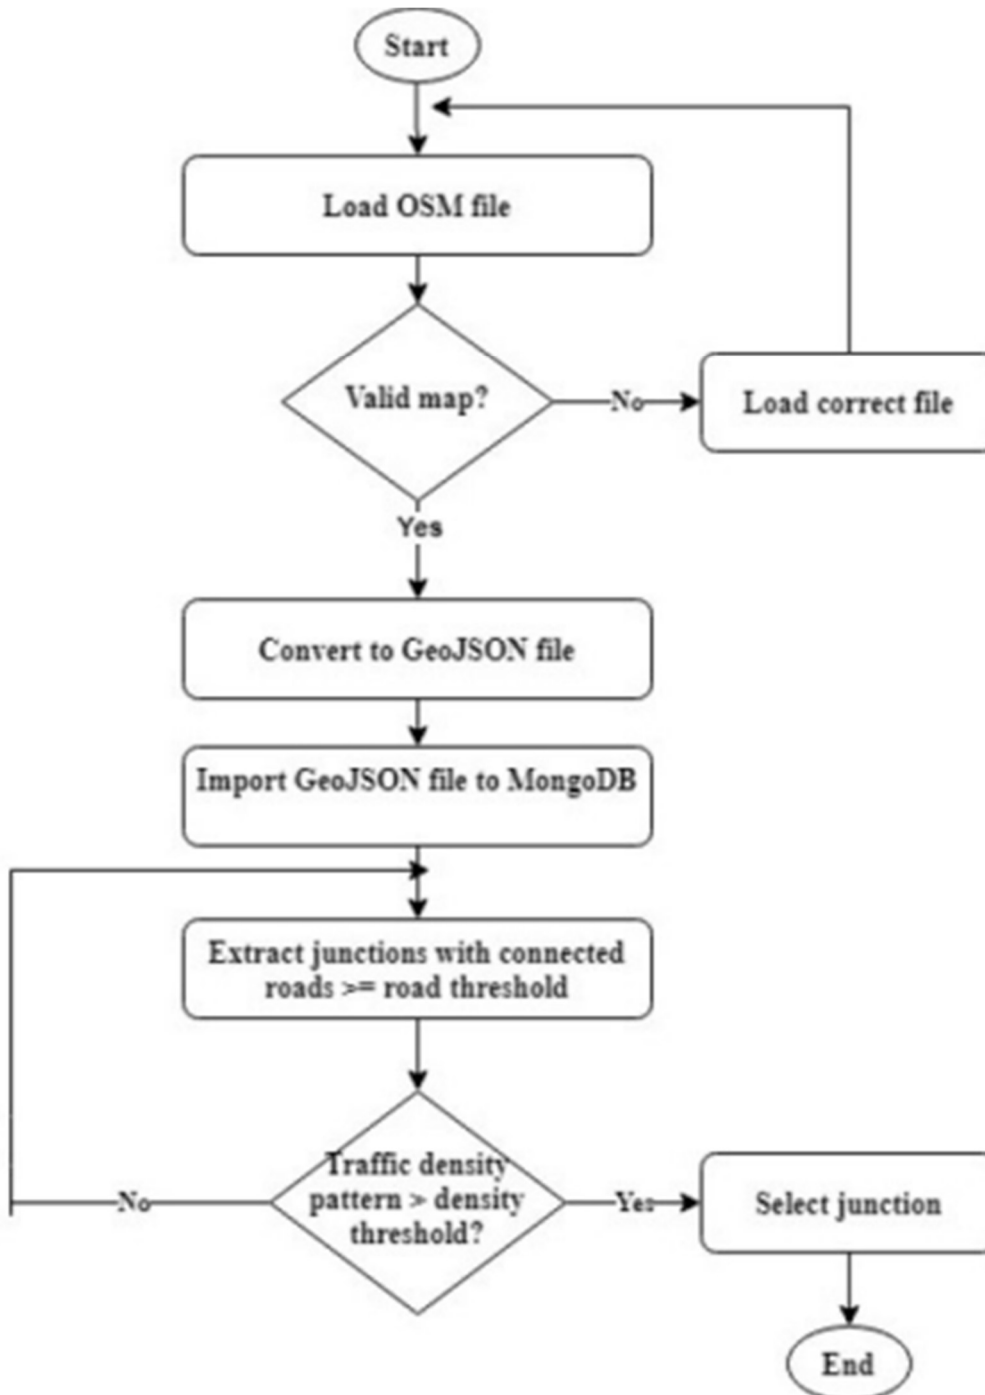 Start
Load OSM file
Valid map?
No
Load correct file
Yes
Convert to GeoJSON file
Import GeoJSON file to MongoDB
Extract junctions with connected
roads >= road threshold
Traffic density
pattern > density
threshold?
No
Yes
Select junction
End